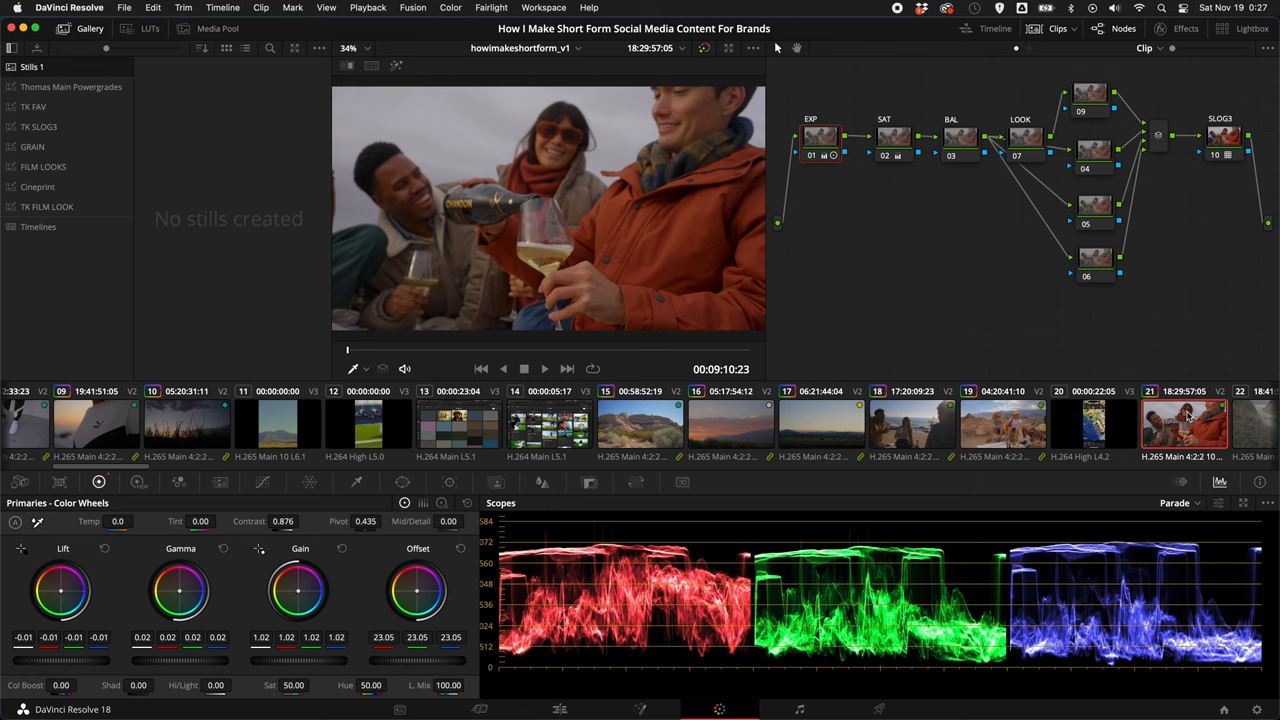 DaVinci Resolve File Edit Trim Timeline Clip Mark View Playback Fusion Color Fairlight Workspace Help Sat Nov 19 0:27
Gallery LUTs Media Pool How I Make Short Form Social Media Content For Brands Timeline Clips Nodes Effects Lightbox
34% howimakeshortform_v1 18:29:57:05 Clip
Stills 1
Thomas Main Powergrades
TK FAV
TK SLOG3
GRAIN
FILM LOOKS
Cineprint
TK FILM LOOK
Timelines
No stills created
CHANDON
EXP SAT BAL LOOK SLOG3
09
01 02 03 07 04 10
05
06
00:09:10:23
:33:23 V2 09 19:41:51:05 V2 10 05:20:31:11 V2 11 00:00:00:00 V2 12 00:00:00:00 V2 13 00:00:23:04 V2 14 00:00:05:17 V2 15 00:58:52:19 V2 16 05:17:54:12 V2 17 06:21:44:04 V2 18 17:20:09:23 V2 19 04:20:41:10 V2 20 00:00:22:05 V2 21 18:29:57:05 V2 22 18:41:
4:2:2... H.265 Main 4:2:2... H.265 Main 4:2:2... H.265 Main 10 L6.1 H.264 High L5.0 H.264 Main L5.1 H.264 Main L5.1 H.265 Main 4:2:2... H.265 Main 4:2:2... H.265 Main 4:2:2... H.265 Main 4:2:2... H.265 Main 4:2:2... H.264 High L4.2 H.265 Main 4:2:2 10 ... H.265 Main
Primaries - Color Wheels Scopes Parade
Temp 0.0 Tint 0.00 Contrast 0.876 Pivot 0.435 Mid/Detail 0.00
Lift Gamma Gain Offset
-0.01 -0.01 -0.01 -0.01 0.02 0.02 0.02 0.02 1.02 1.02 1.02 1.02 23.05 23.05 23.05
Col Boost 0.00 Shad 0.00 Hi/Light 0.00 Sat 50.00 Hue 50.00 L. Mix 100.00
584
072
560
048
536
024
512
0
DaVinci Resolve 18